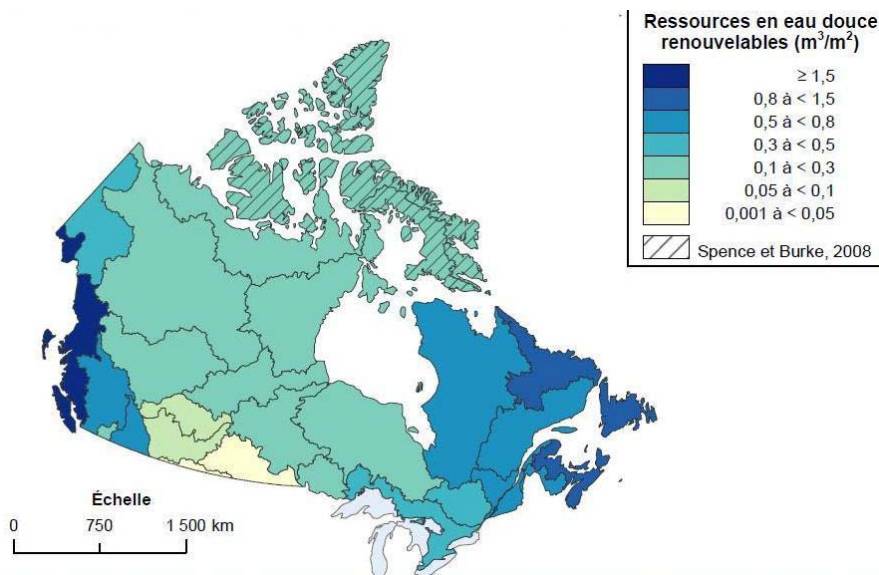 Ressources en eau douce
renouvelables (m³/m²)
≥ 1,5
0,8 à < 1,5
0,5 à < 0,8
0,3 à < 0,5
0,1 à < 0,3
0,05 à < 0,1
0,001 à < 0,05
Spence et Burke, 2008
Échelle
0 750 1 500 km